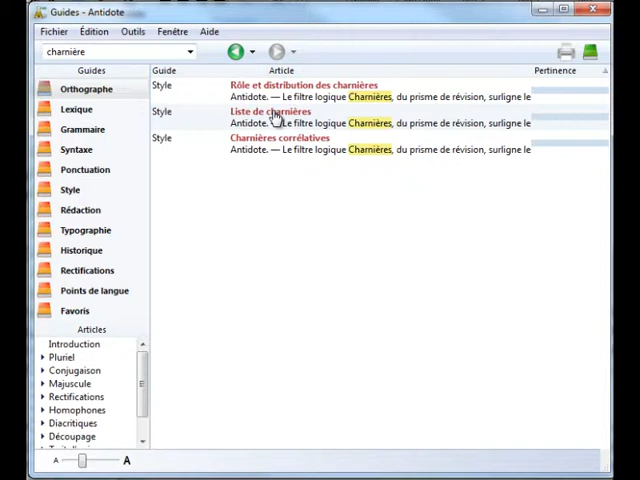 Guides - Antidote
Fichier Édition Outils Fenêtre Aide
charnière
Guides Guide Article Pertinence
Orthographe
Lexique
Grammaire
Syntaxe
Ponctuation
Style
Rédaction
Typographie
Historique
Rectifications
Points de langue
Favoris
Style Rôle et distribution des charnières
Antidote. — Le filtre logique Charnières, du prisme de révision, surligne le
Style Liste de charnières
Antidote. — Le filtre logique Charnières, du prisme de révision, surligne le
Style Charnières corrélatives
Antidote. — Le filtre logique Charnières, du prisme de révision, surligne le
Articles
Introduction
Pluriel
Conjugaison
Majuscule
Rectifications
Homophones
Diacritiques
Découpage
A A